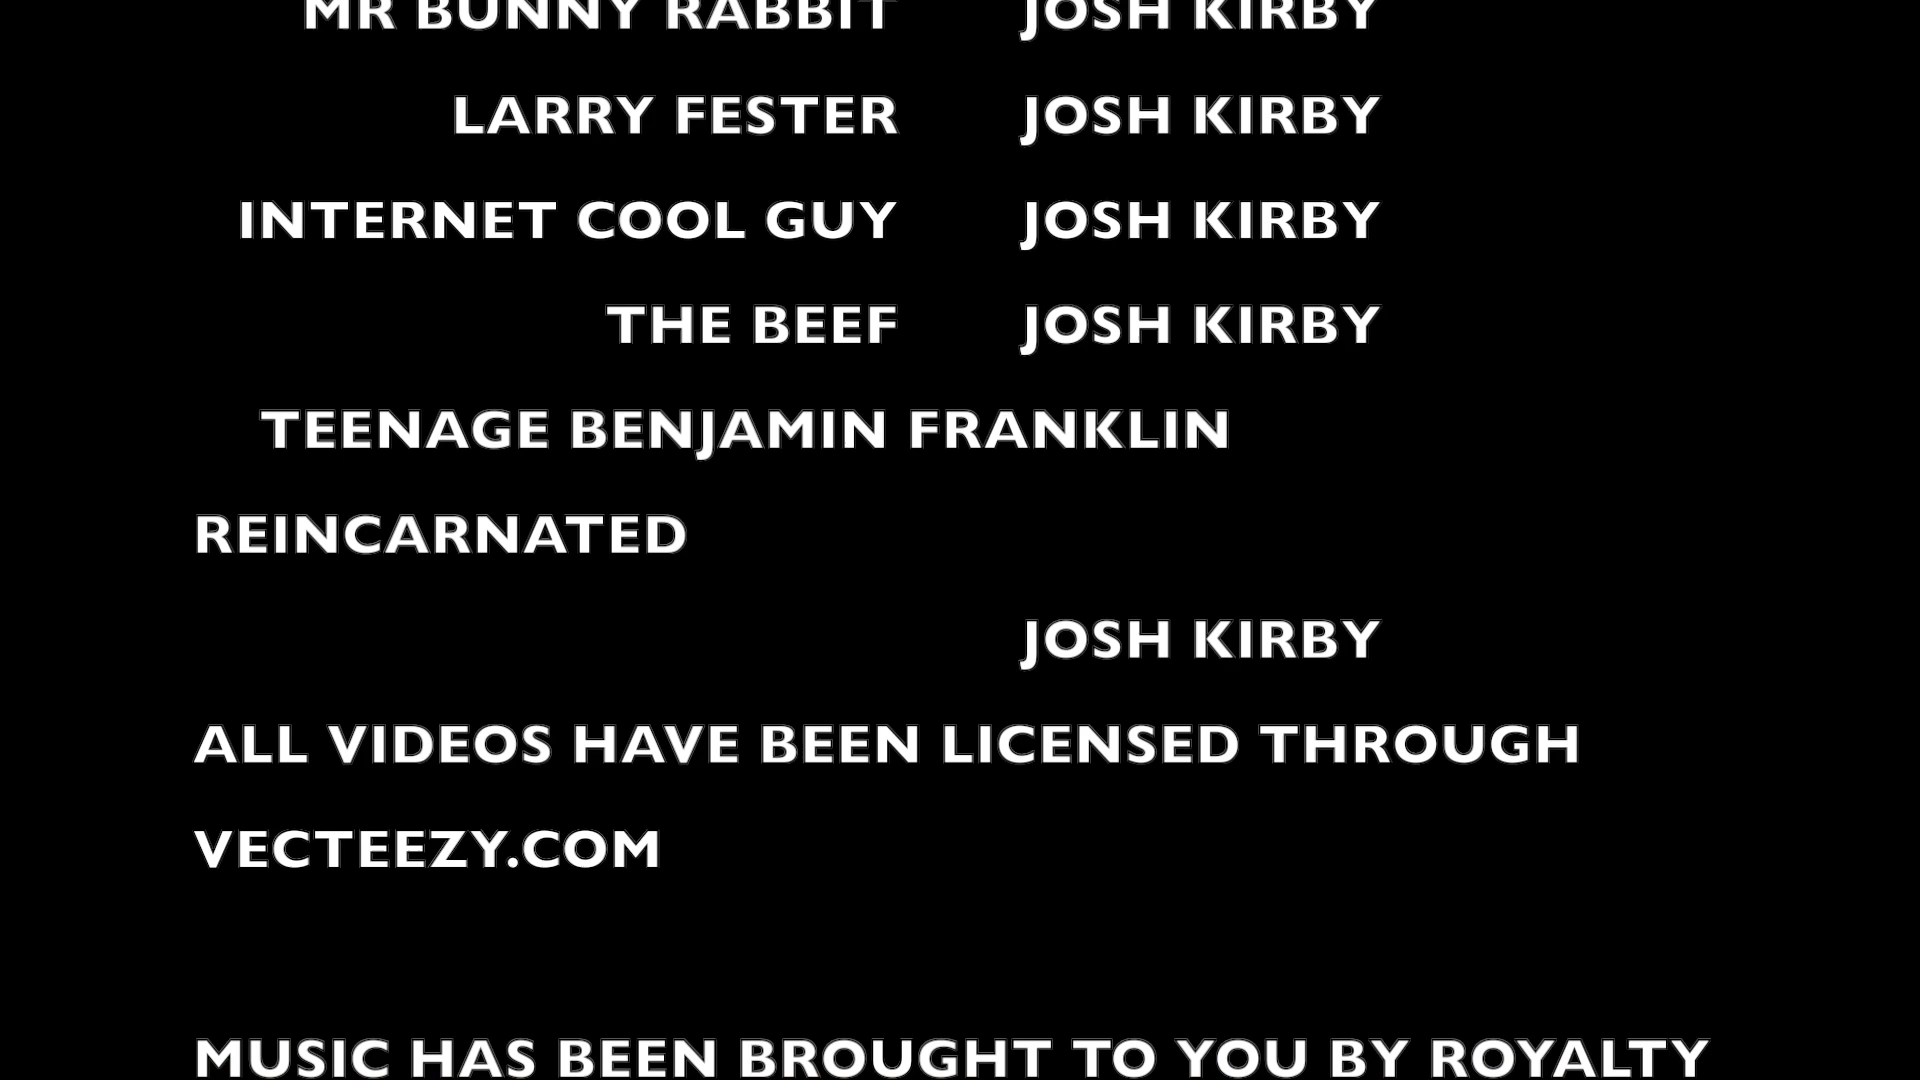 MR BUNNY RABBIT JOSH KIRBY
LARRY FESTER JOSH KIRBY
INTERNET COOL GUY JOSH KIRBY
THE BEEF JOSH KIRBY
TEENAGE BENJAMIN FRANKLIN
REINCARNATED
JOSH KIRBY
ALL VIDEOS HAVE BEEN LICENSED THROUGH
VECTEEZY.COM
MUSIC HAS BEEN BROUGHT TO YOU BY ROYALTY